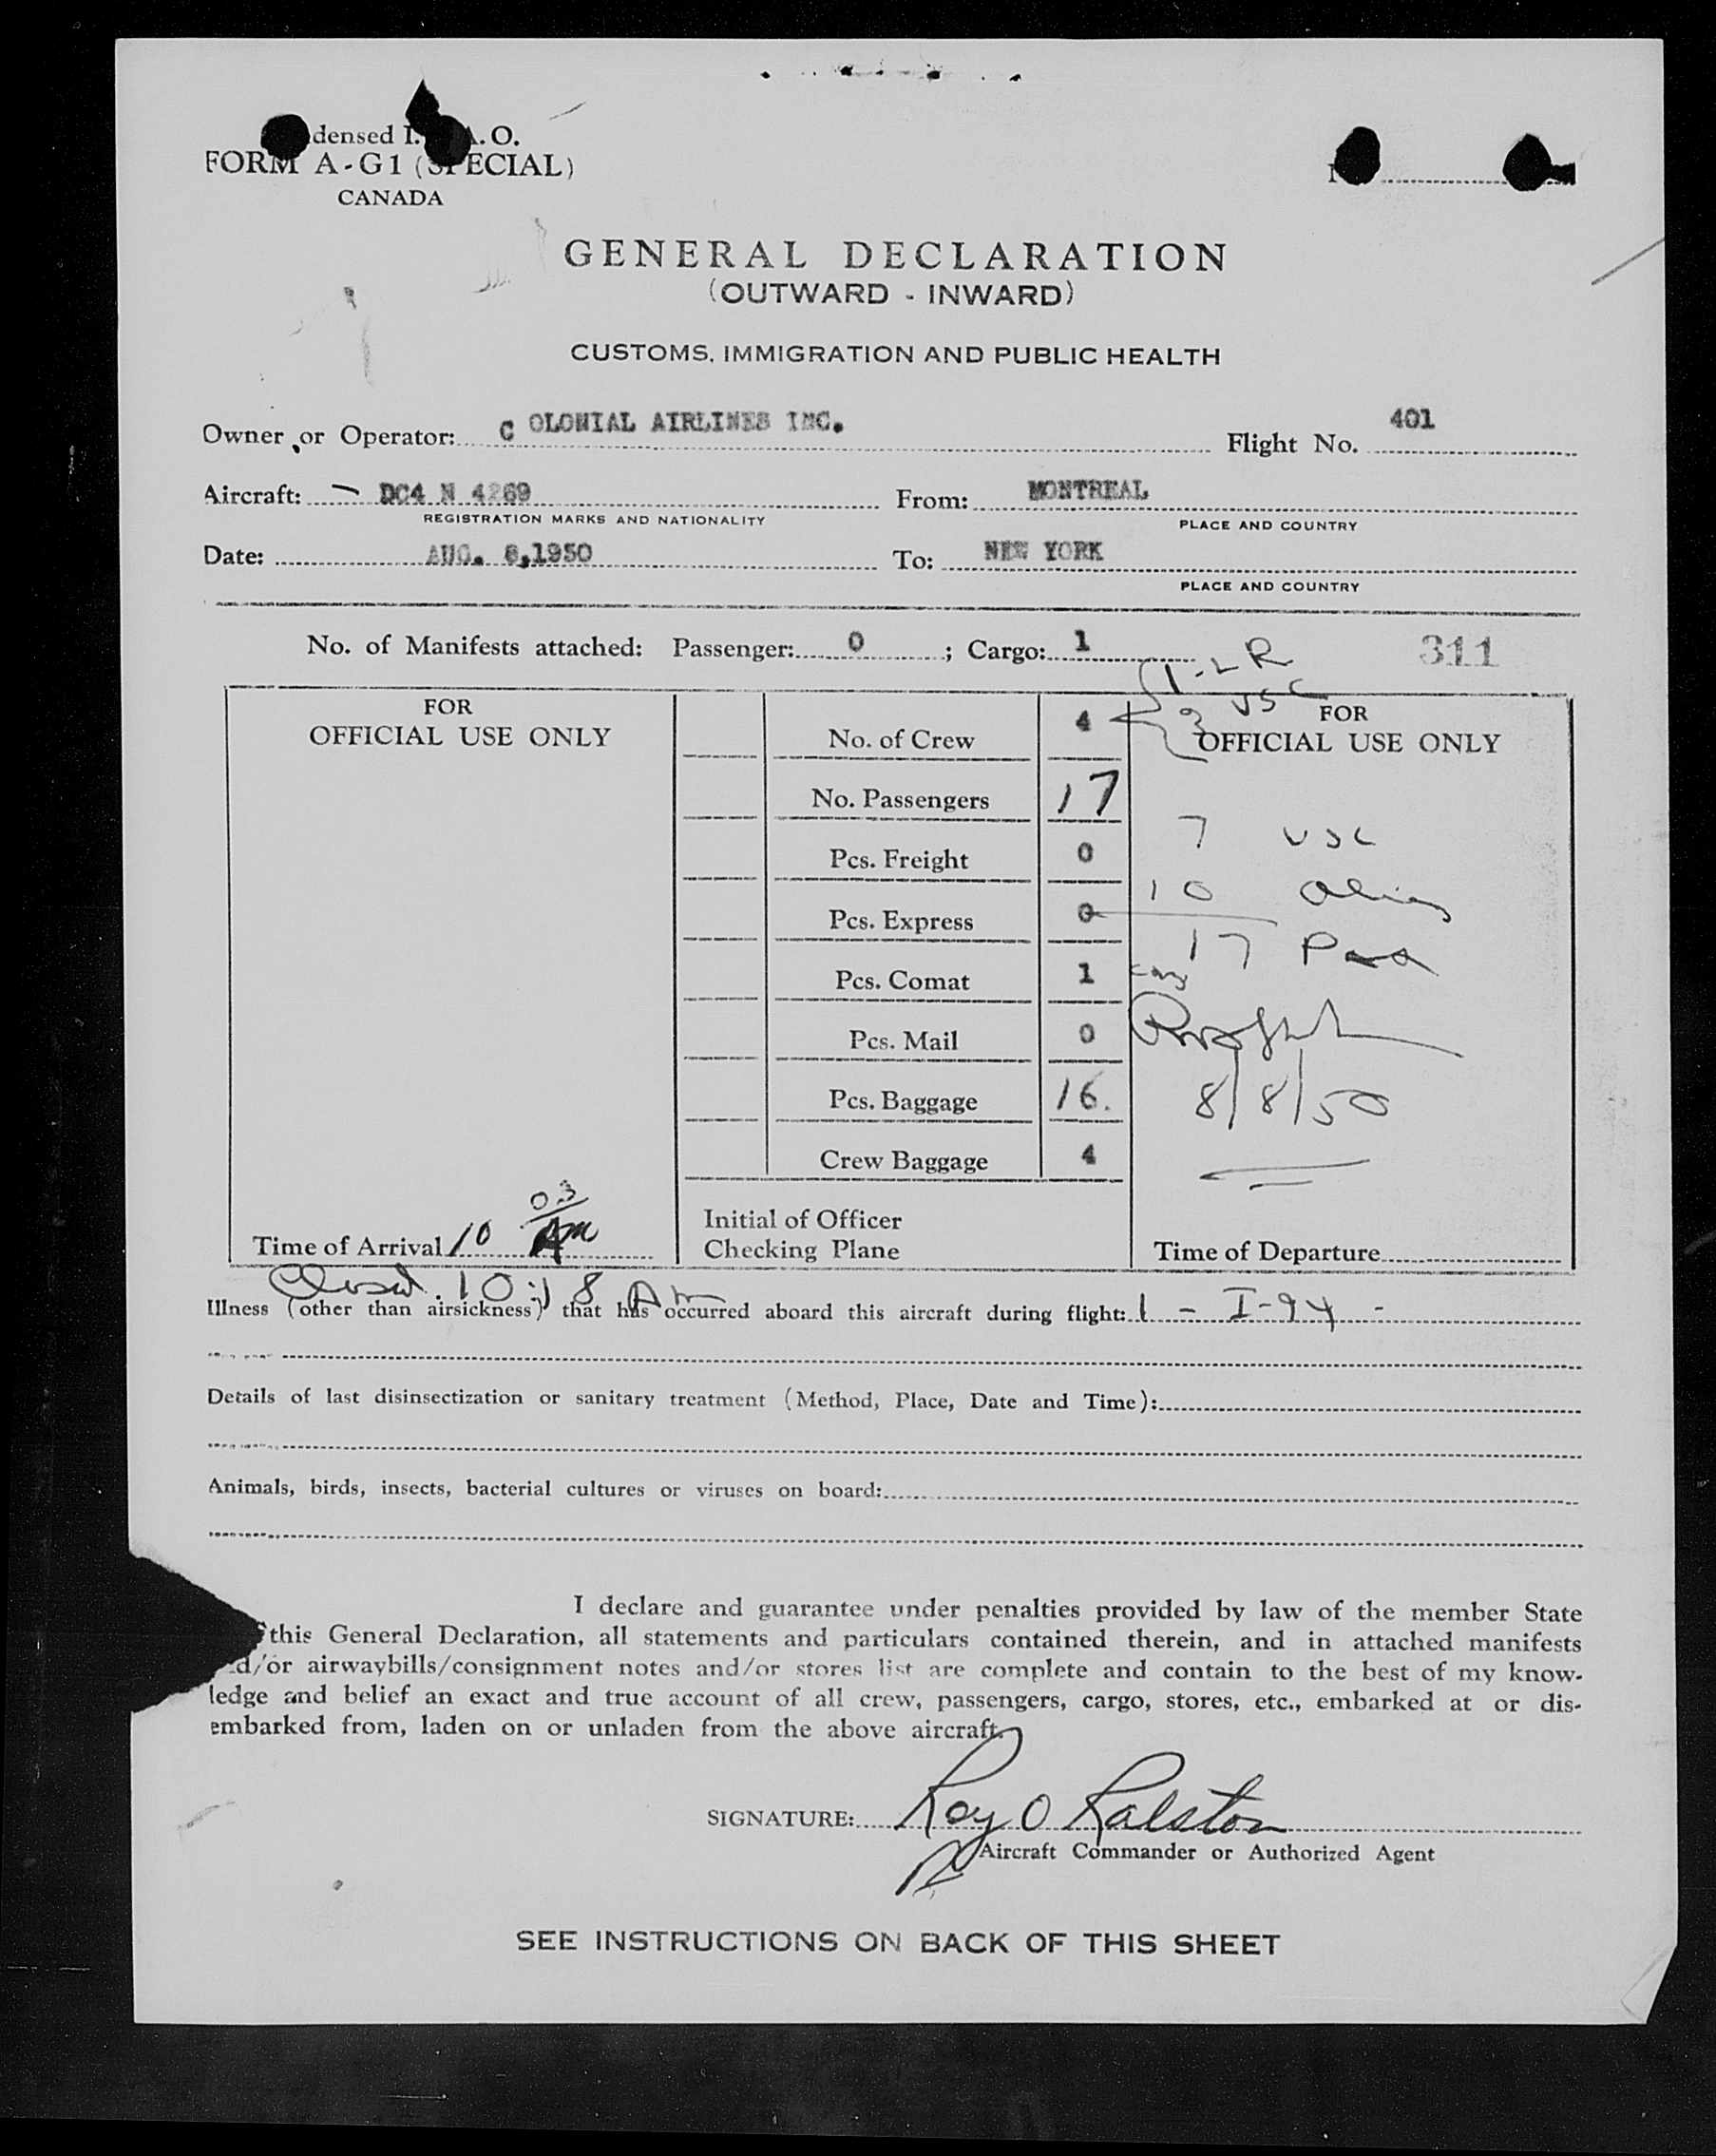 densed I. A.O.
FORM A-G1 (SPECIAL)
CANADA
GENERAL DECLARATION
(OUTWARD - INWARD)
CUSTOMS, IMMIGRATION AND PUBLIC HEALTH
Owner or Operator: COLONIAL AIRLINES INC. Flight No. 401
Aircraft: - DC4 N 4269 From: MONTREAL
REGISTRATION MARKS AND NATIONALITY PLACE AND COUNTRY
Date: AUG. 8,1950 To: NEW YORK
PLACE AND COUNTRY
No. of Manifests attached: Passenger: 0 ; Cargo: 1 311
1-LR
3 USC
FOR
OFFICIAL USE ONLY
No. of Crew 4
No. Passengers 17
Pcs. Freight 0
Pcs. Express 0
Pcs. Comat 1
Pcs. Mail 0
Pcs. Baggage 16.
Crew Baggage 4
Initial of Officer
Checking Plane
FOR
OFFICIAL USE ONLY
7 USC
10 Aliens
17 Pass
8/8/50
Time of Arrival 10 03 AM
Time of Departure
Closed. 10:18 Am
Illness (other than airsickness) that has occurred aboard this aircraft during flight: 1 - I-94 -
Details of last disinsectization or sanitary treatment (Method, Place, Date and Time):
Animals, birds, insects, bacterial cultures or viruses on board:
I declare and guarantee under penalties provided by law of the member State
this General Declaration, all statements and particulars contained therein, and in attached manifests
d/or airwaybills/consignment notes and/or stores list are complete and contain to the best of my know-
ledge and belief an exact and true account of all crew, passengers, cargo, stores, etc., embarked at or dis-
embarked from, laden on or unladen from the above aircraft.
SIGNATURE: Roy O Ralston
Aircraft Commander or Authorized Agent
SEE INSTRUCTIONS ON BACK OF THIS SHEET